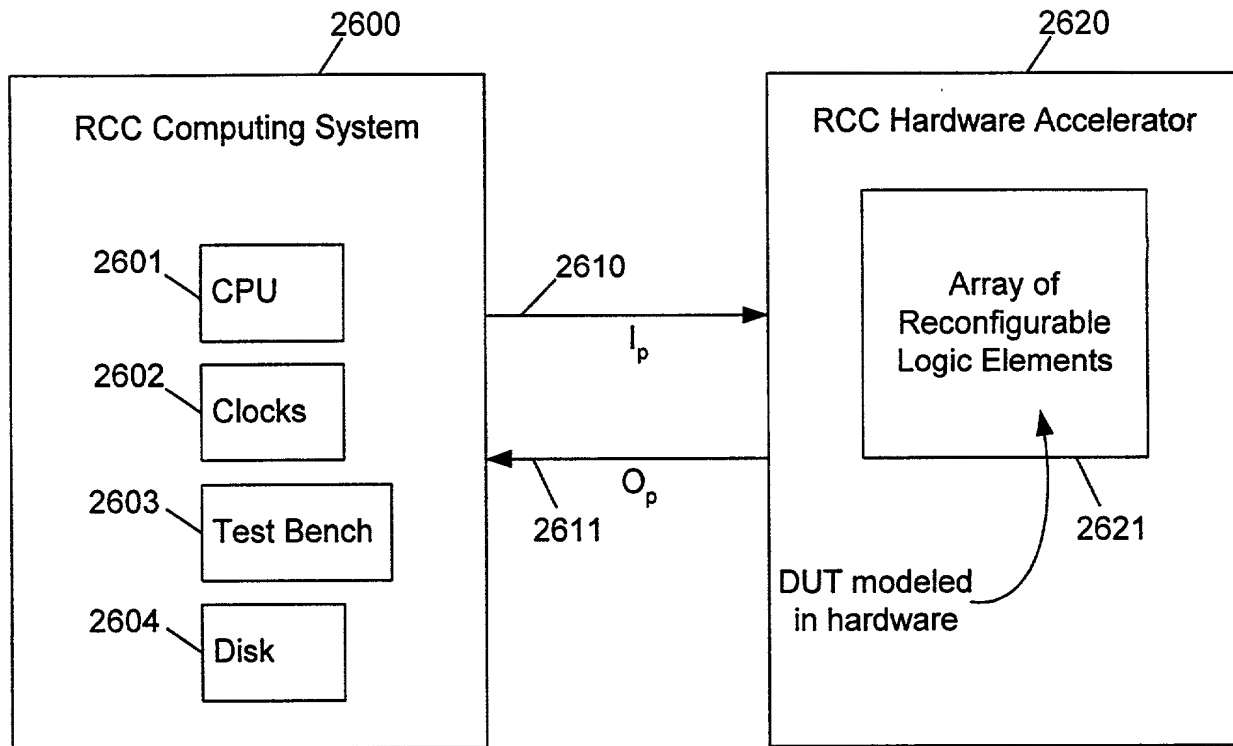 2600
2620
RCC Computing System
RCC Hardware Accelerator
2601
CPU
2610
Ip
Array of
Reconfigurable
Logic Elements
2602
Clocks
2603
Test Bench
Op
2611
2621
2604
Disk
DUT modeled
in hardware